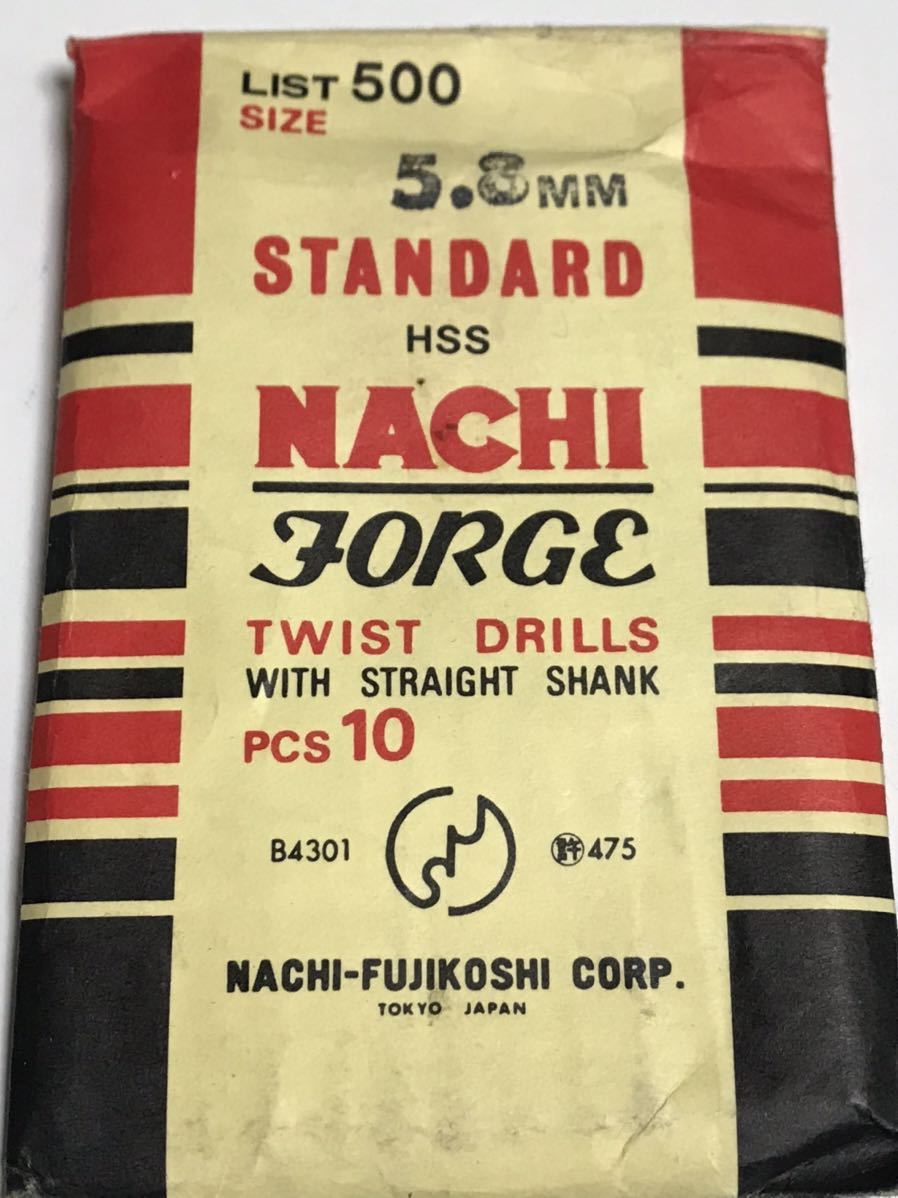 LIST 500
SIZE
5.8MM
STANDARD
HSS
NACHI
FORGE
TWIST DRILLS
WITH STRAIGHT SHANK
PCS 10
B4301 許475
NACHI-FUJIKOSHI CORP.
TOKYO JAPAN